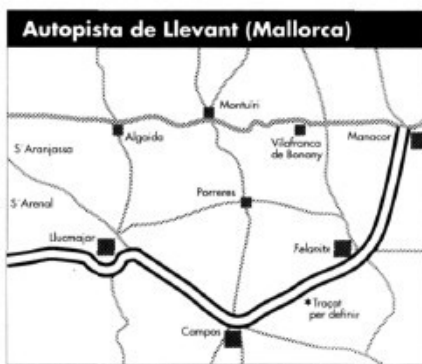 Autopista de Llevant (Mallorca)
Montuïri
Algaida
Vilafranca
de Bonany
Manacor
S'Aranjassa
Porreres
S'Arenal
Llucmajor
Felanitx
*Traçat
per definir
Campos